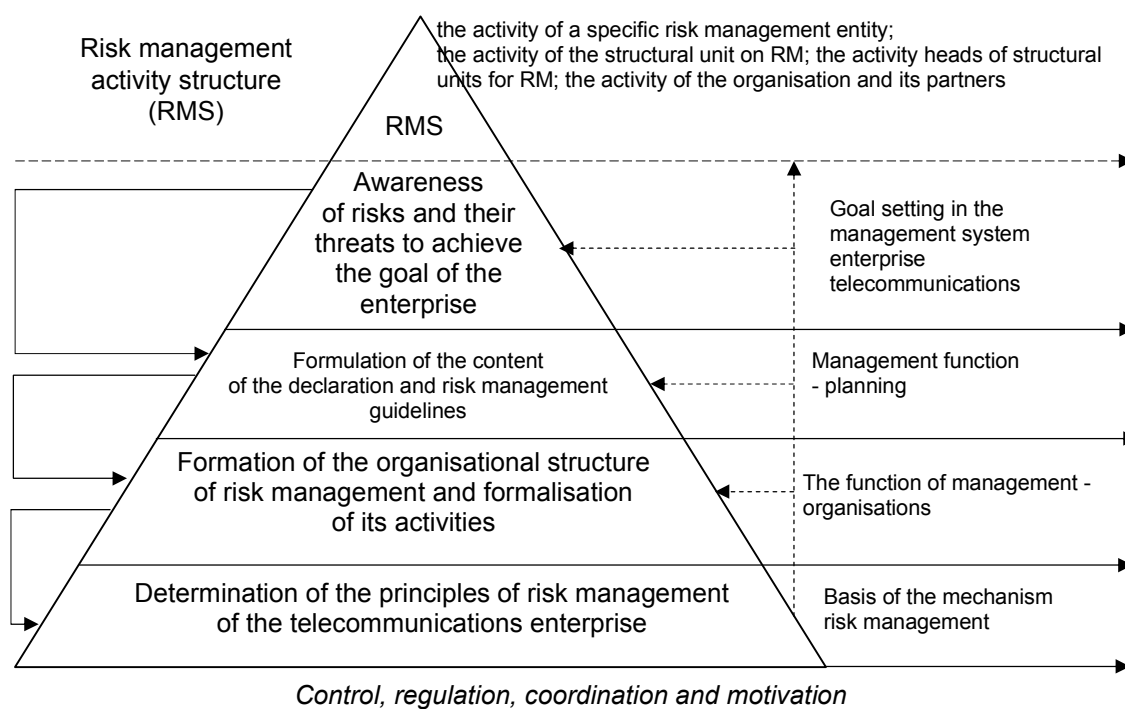 Risk management
activity structure
(RMS)
the activity of a specific risk management entity;
the activity of the structural unit on RM; the activity heads of structural
units for RM; the activity of the organisation and its partners
RMS
Awareness
of risks and their
threats to achieve
the goal of the
enterprise
Goal setting in the
management system
enterprise
telecommunications
Formulation of the content
of the declaration and risk management
guidelines
Management function
- planning
Formation of the organisational structure
of risk management and formalisation
of its activities
The function of management -
organisations
Determination of the principles of risk management
of the telecommunications enterprise
Basis of the mechanism
risk management
Control, regulation, coordination and motivation